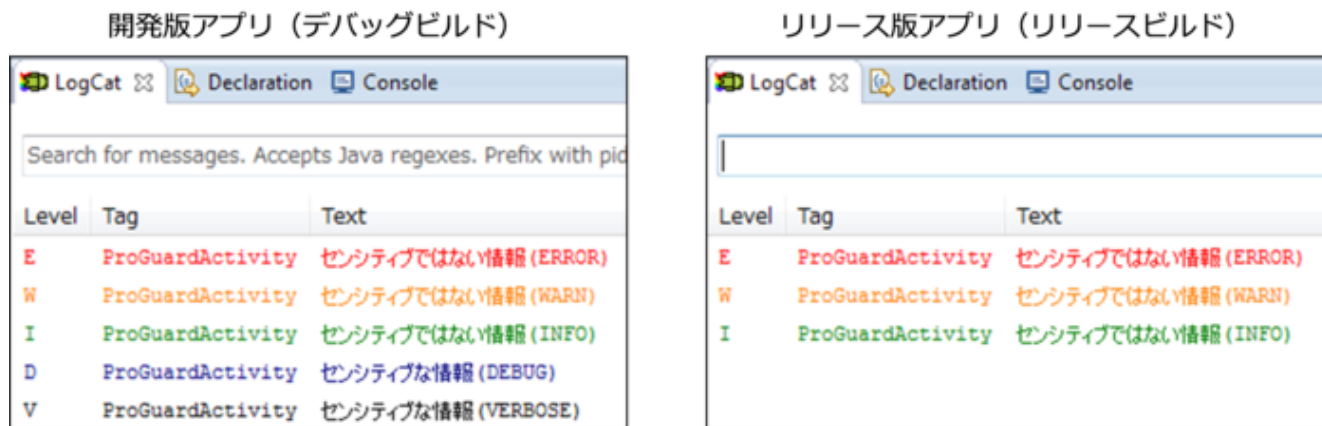 開発版アプリ（デバッグビルド）
LogCat Declaration Console
Search for messages. Accepts Java regexes. Prefix with pid
Level Tag Text
E ProGuardActivity センシティブではない情報(ERROR)
W ProGuardActivity センシティブではない情報(WARN)
I ProGuardActivity センシティブではない情報(INFO)
D ProGuardActivity センシティブな情報(DEBUG)
V ProGuardActivity センシティブな情報(VERBOSE)
リリース版アプリ（リリースビルド）
LogCat Declaration Console
Level Tag Text
E ProGuardActivity センシティブではない情報(ERROR)
W ProGuardActivity センシティブではない情報(WARN)
I ProGuardActivity センシティブではない情報(INFO)